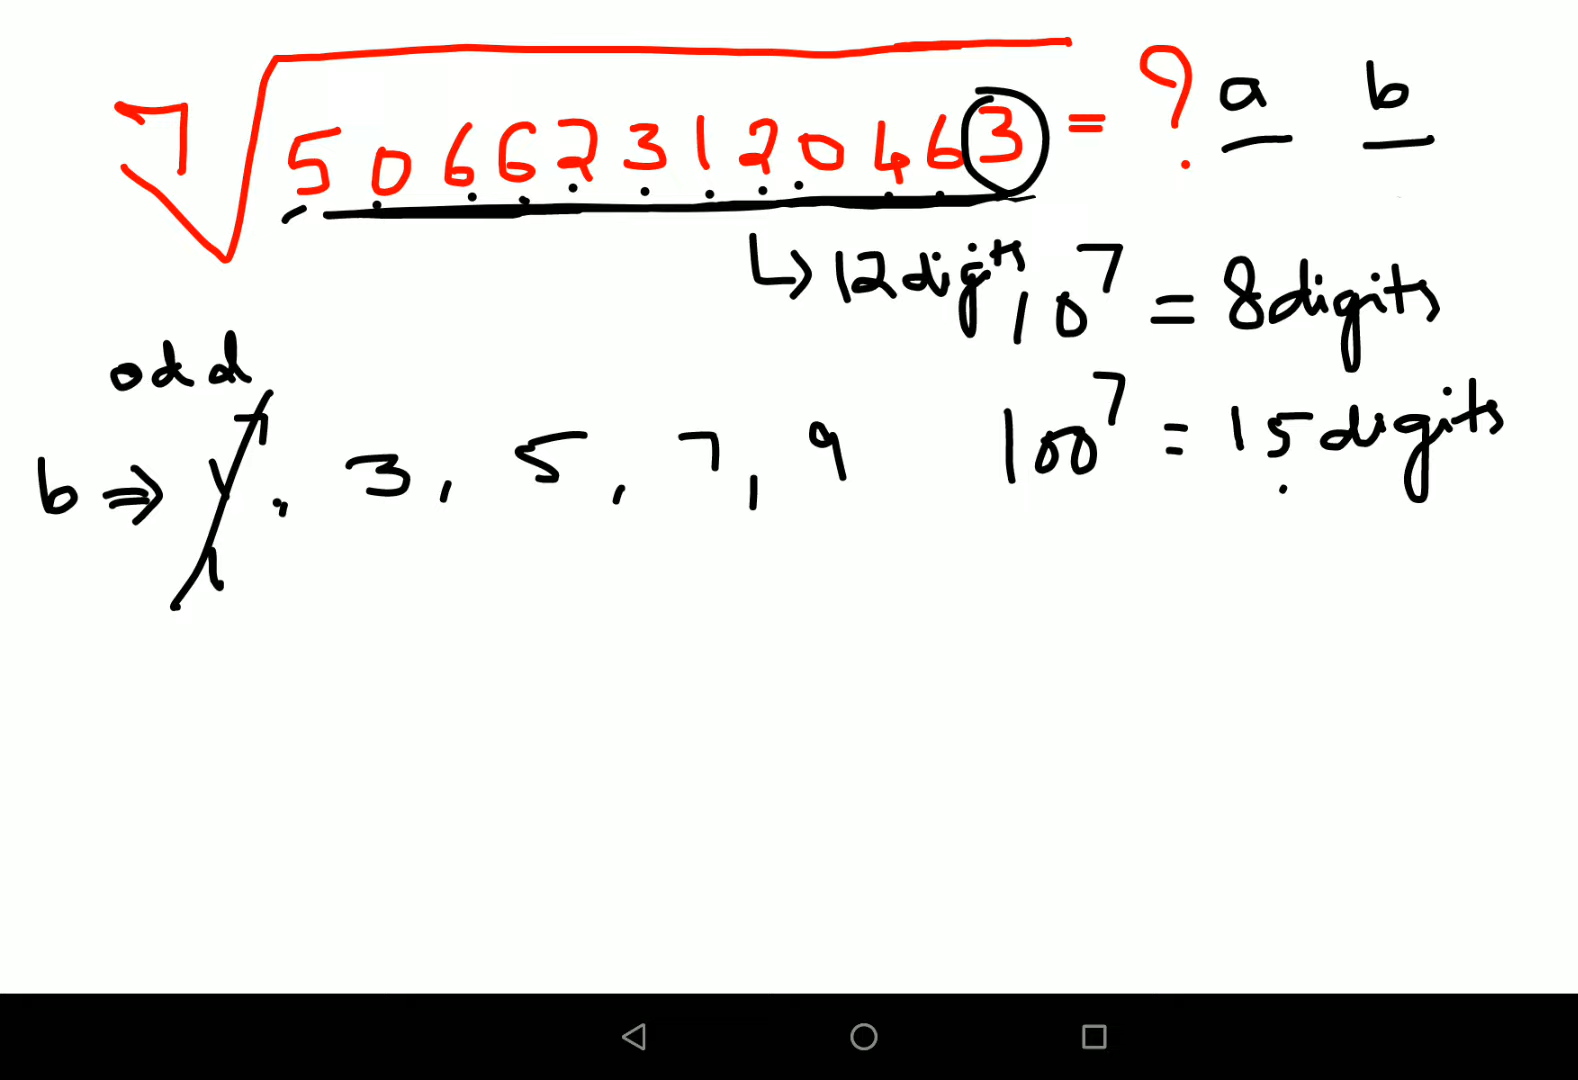 7√506623120463 = ? a b
↳ 12 digits
10^7 = 8 digits
odd
b ⇒ 1, 3, 5, 7, 9
100^7 = 15 digits